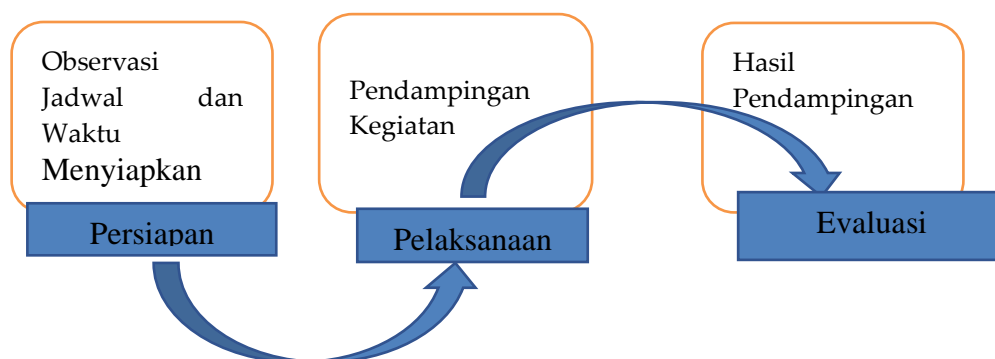 Observasi
Jadwal dan
Waktu
Menyiapkan
Persiapan
Pendampingan
Kegiatan
Pelaksanaan
Hasil
Pendampingan
Evaluasi